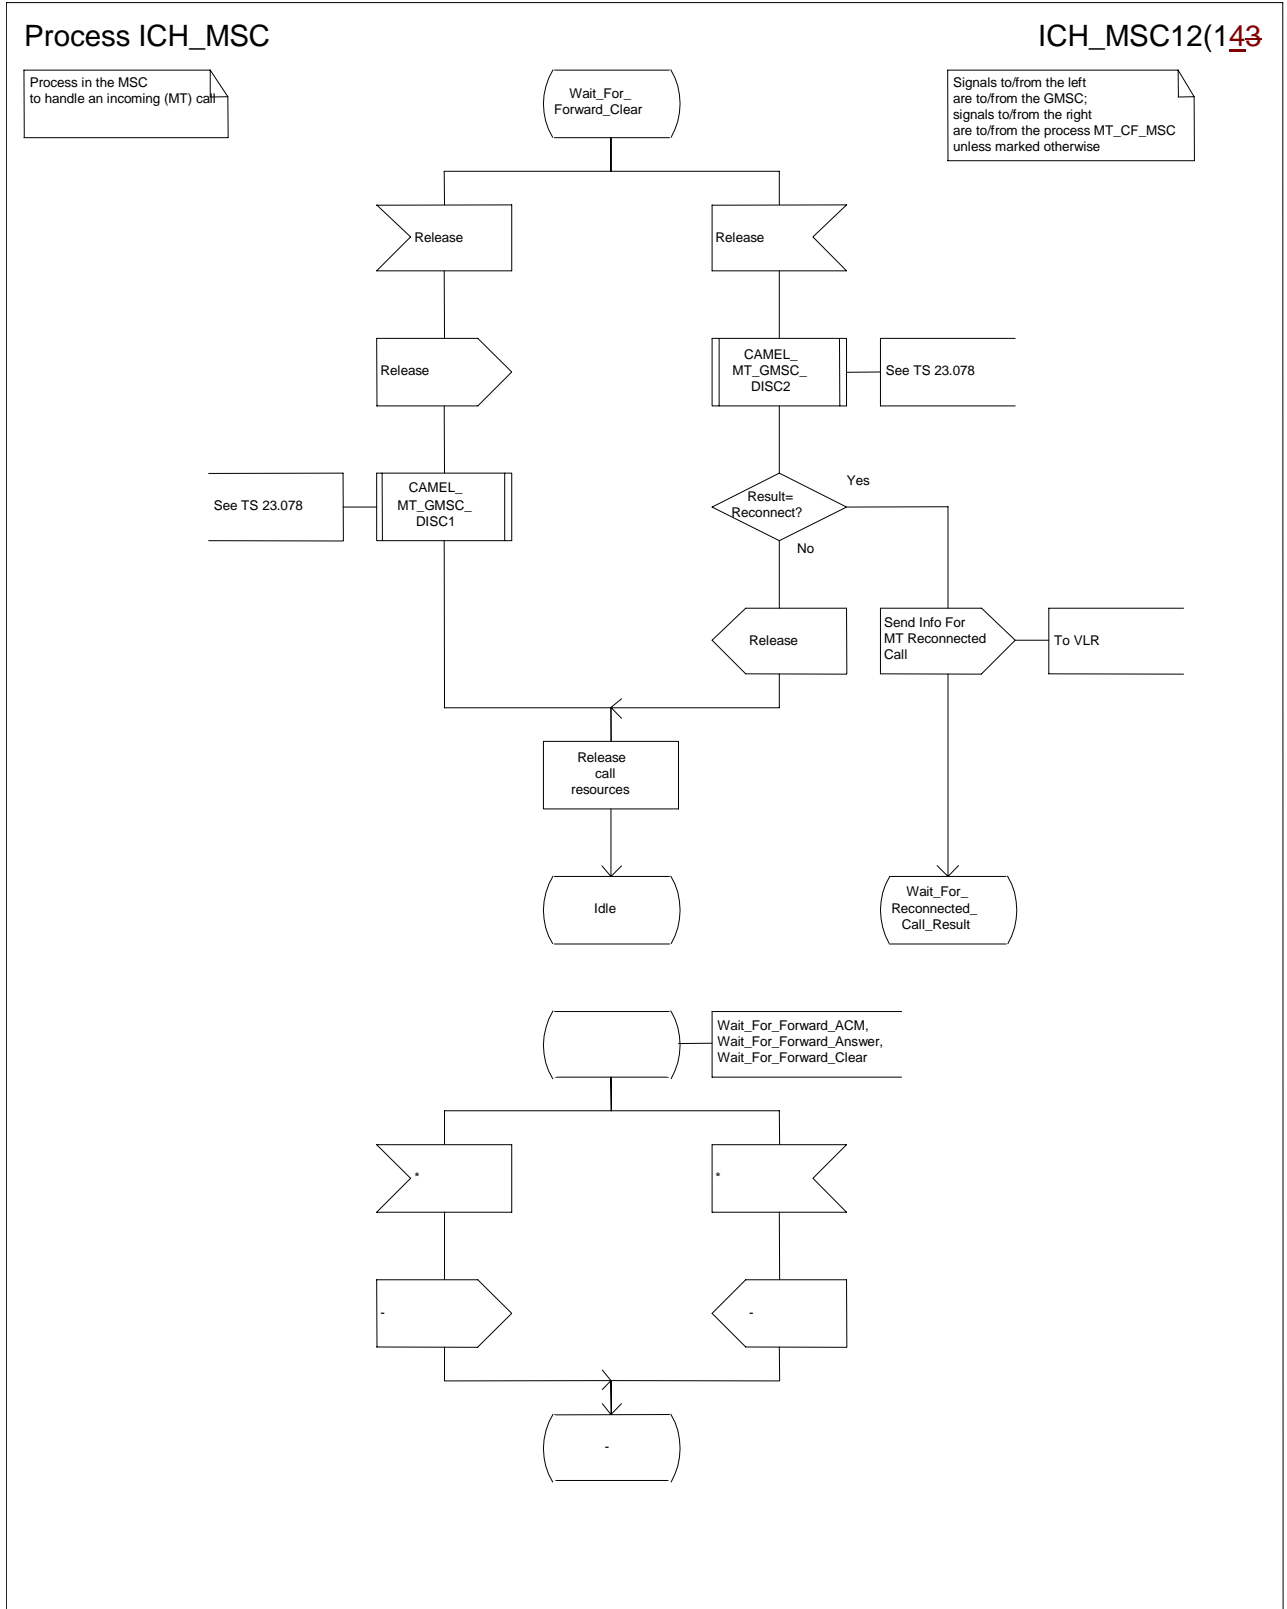 Process ICH_MSC
ICH_MSC12(143
Process in the MSC
to handle an incoming (MT) call
Signals to/from the left
are to/from the GMSC;
signals to/from the right
are to/from the process MT_CF_MSC
unless marked otherwise
Wait_For_
Forward_Clear
Release
Release
Release
CAMEL_
MT_GMSC_
DISC2
See TS 23.078
See TS 23.078
CAMEL_
MT_GMSC_
DISC1
Result=
Reconnect?
Yes
No
Release
Send Info For
MT Reconnected
Call
To VLR
Release
call
resources
Idle
Wait_For_
Reconnected_
Call_Result
Wait_For_Forward_ACM,
Wait_For_Forward_Answer,
Wait_For_Forward_Clear
*
*
-
-
-